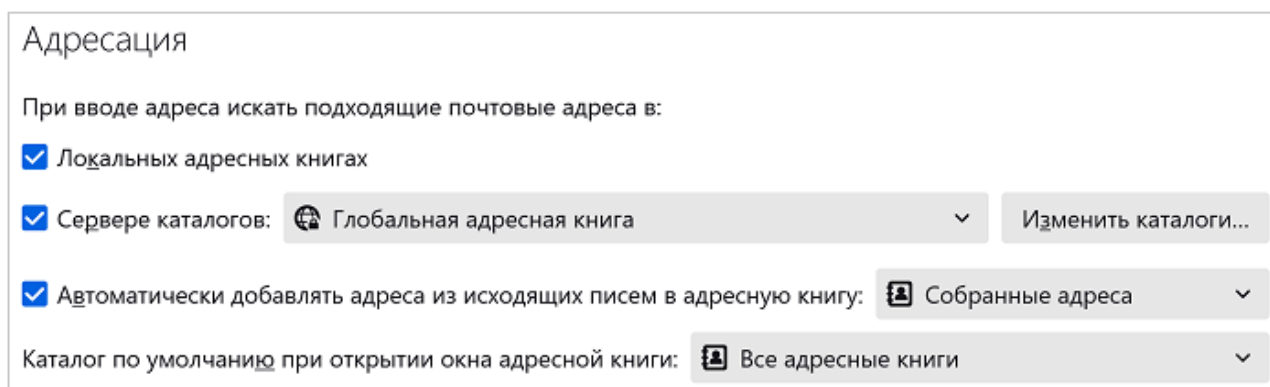 Адресация
При вводе адреса искать подходящие почтовые адреса в:
Локальных адресных книгах
Сервере каталогов: Глобальная адресная книга Изменить каталоги...
Автоматически добавлять адреса из исходящих писем в адресную книгу: Собранные адреса
Каталог по умолчанию при открытии окна адресной книги: Все адресные книги